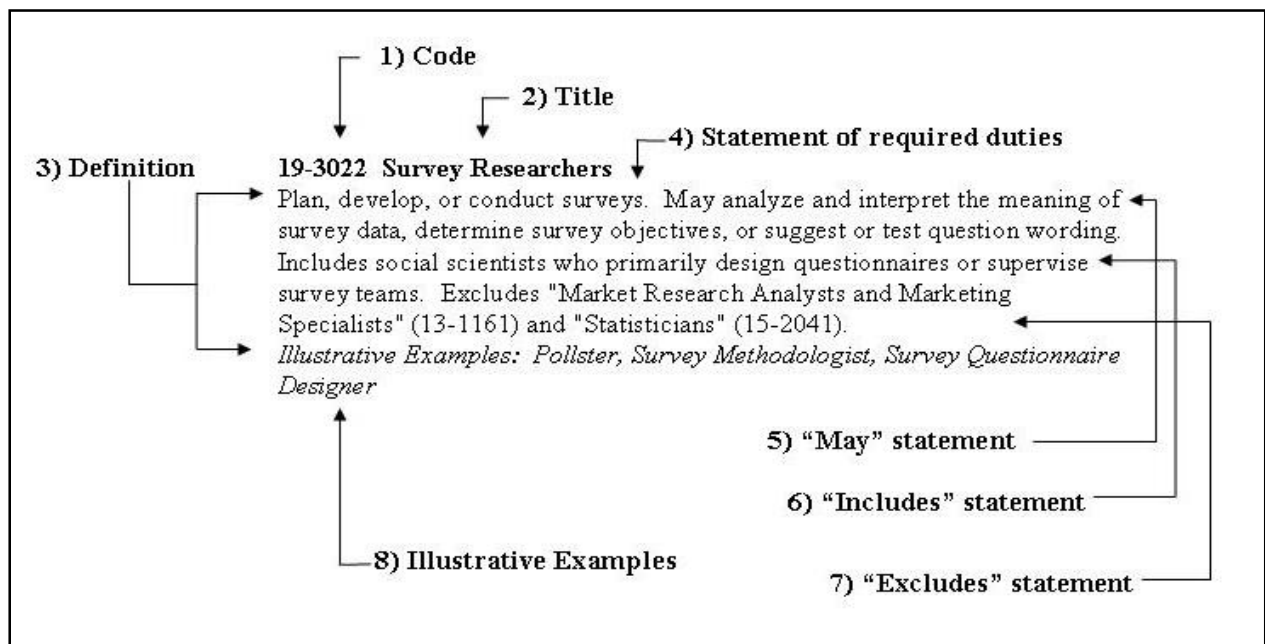 1) Code
2) Title
4) Statement of required duties
3) Definition
19-3022 Survey Researchers
Plan, develop, or conduct surveys. May analyze and interpret the meaning of
survey data, determine survey objectives, or suggest or test question wording.
Includes social scientists who primarily design questionnaires or supervise
survey teams. Excludes "Market Research Analysts and Marketing
Specialists" (13-1161) and "Statisticians" (15-2041).
Illustrative Examples: Pollster, Survey Methodologist, Survey Questionnaire
Designer
5) “May” statement
6) “Includes” statement
8) Illustrative Examples
7) “Excludes” statement